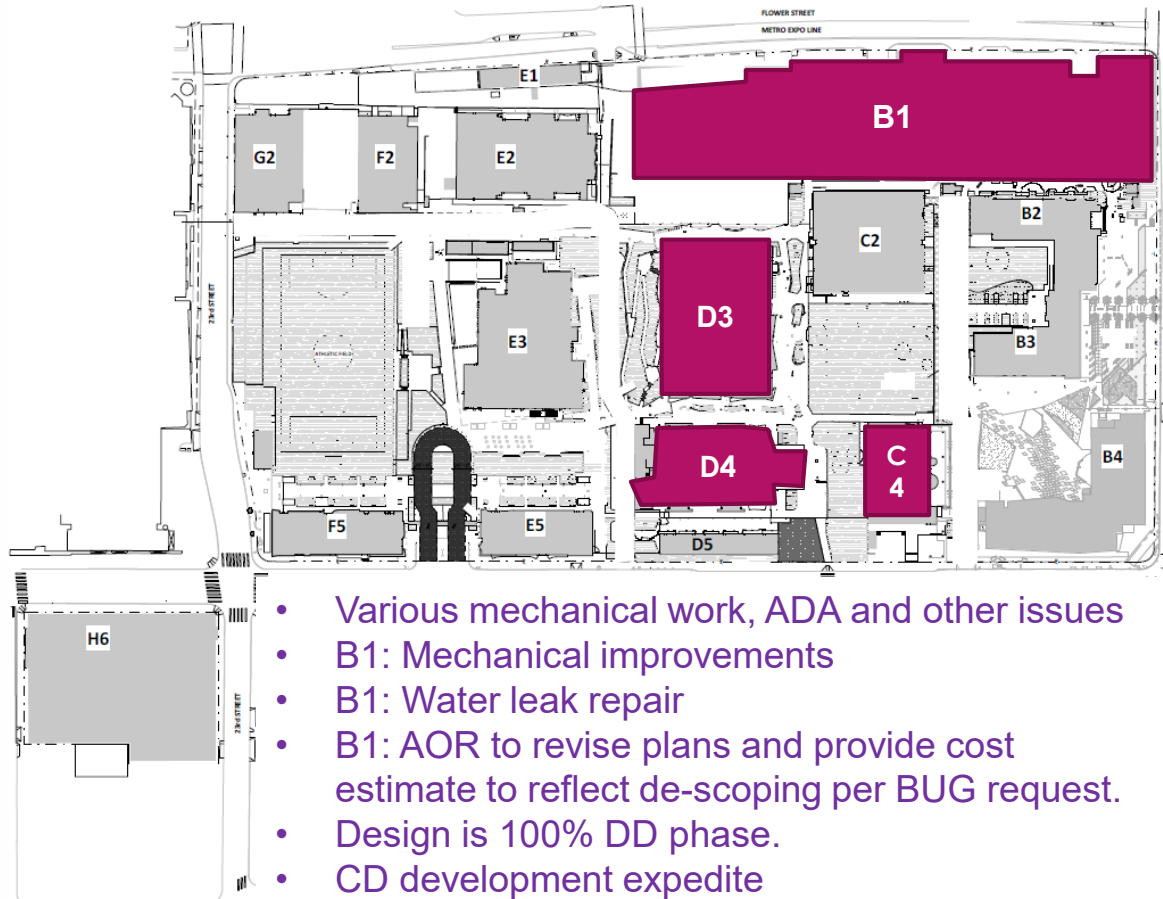 FLOWER STREET
METRO EXPO LINE
E1
B1
G2
F2
E2
B2
C2
23RD STREET
D3
E3
B3
ATHLETIC FIELD
D4
C
4
B4
F5
E5
D5
H6
23RD STREET
• Various mechanical work, ADA and other issues
• B1: Mechanical improvements
• B1: Water leak repair
• B1: AOR to revise plans and provide cost
estimate to reflect de-scoping per BUG request.
• Design is 100% DD phase.
• CD development expedite